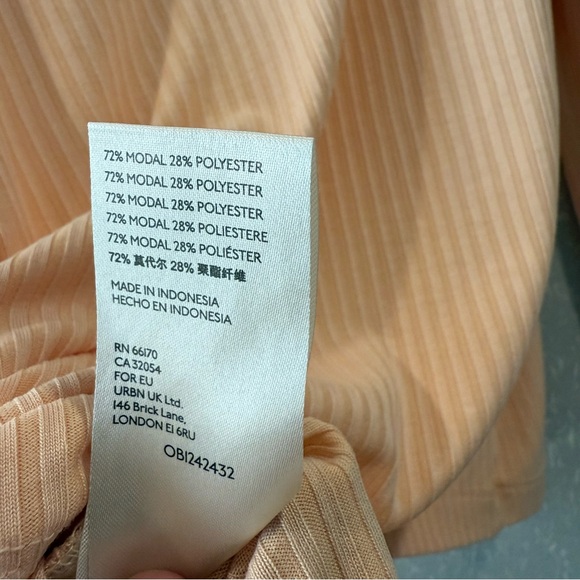 72% MODAL 28% POLYESTER
72% MODAL 28% POLYESTER
72% MODAL 28% POLYESTER
72% MODAL 28% POLIESTERE
72% MODAL 28% POLIÉSTER
72% 莫代尔 28% 聚酯纤维
MADE IN INDONESIA
HECHO EN INDONESIA
RN 66170
CA 32054
FOR EU
URBN UK Ltd.
146 Brick Lane,
LONDON E1 6RU
OB1242432